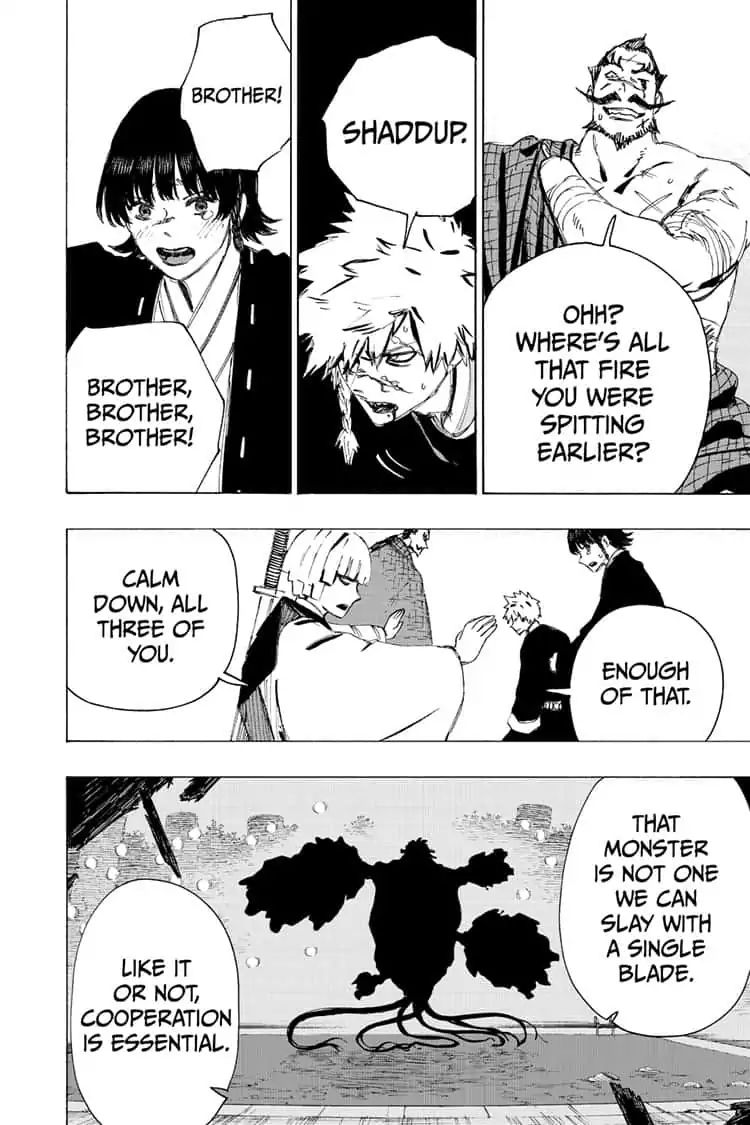 OHH?
WHERE'S ALL
THAT FIRE
YOU WERE
SPITTING
EARLIER?
SHADDUP.
BROTHER!
BROTHER,
BROTHER,
BROTHER!
ENOUGH
OF THAT.
CALM
DOWN, ALL
THREE OF
YOU.
THAT
MONSTER
IS NOT ONE
WE CAN
SLAY WITH
A SINGLE
BLADE.
LIKE IT
OR NOT,
COOPERATION
IS ESSENTIAL.